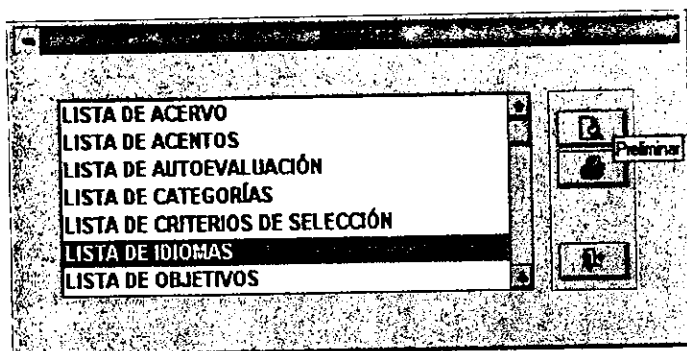 LISTA DE ACERVO
LISTA DE ACENTOS
LISTA DE AUTOEVALUACIÓN
LISTA DE CATEGORÍAS
LISTA DE CRITERIOS DE SELECCIÓN
LISTA DE IDIOMAS
LISTA DE OBJETIVOS
Preliminar